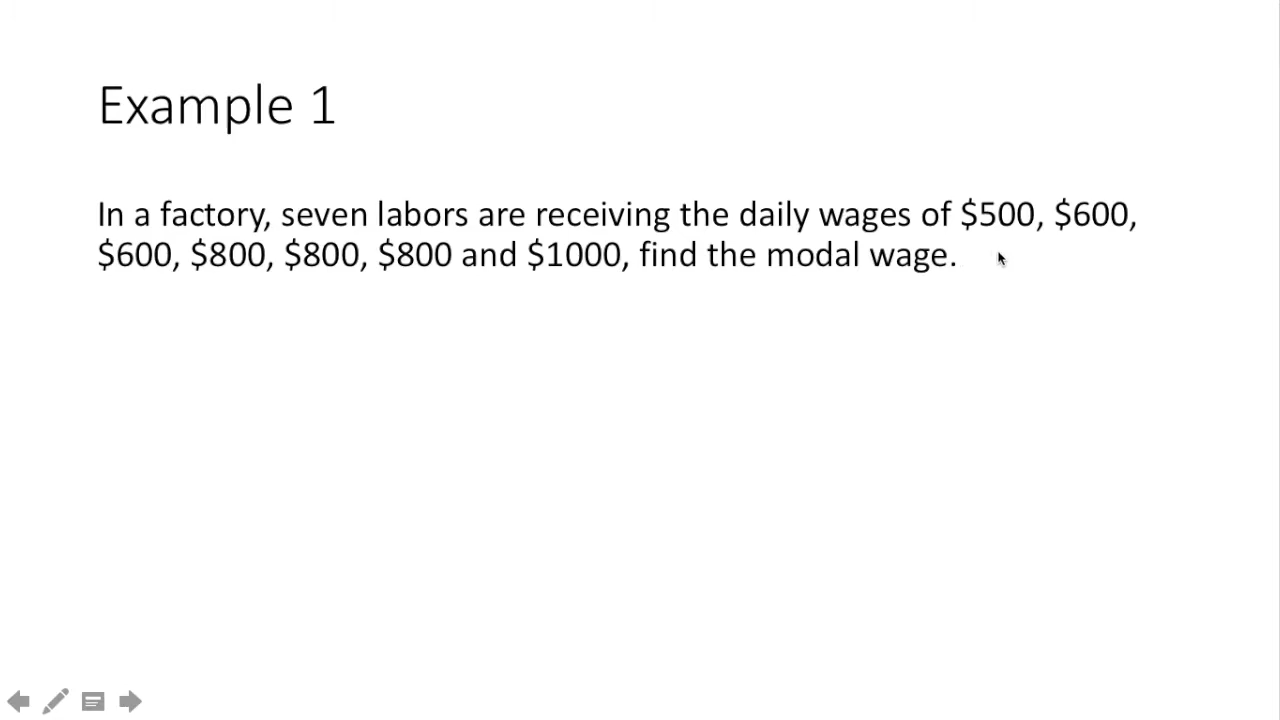 Example 1
In a factory, seven labors are receiving the daily wages of $500, $600,
$600, $800, $800, $800 and $1000, find the modal wage.